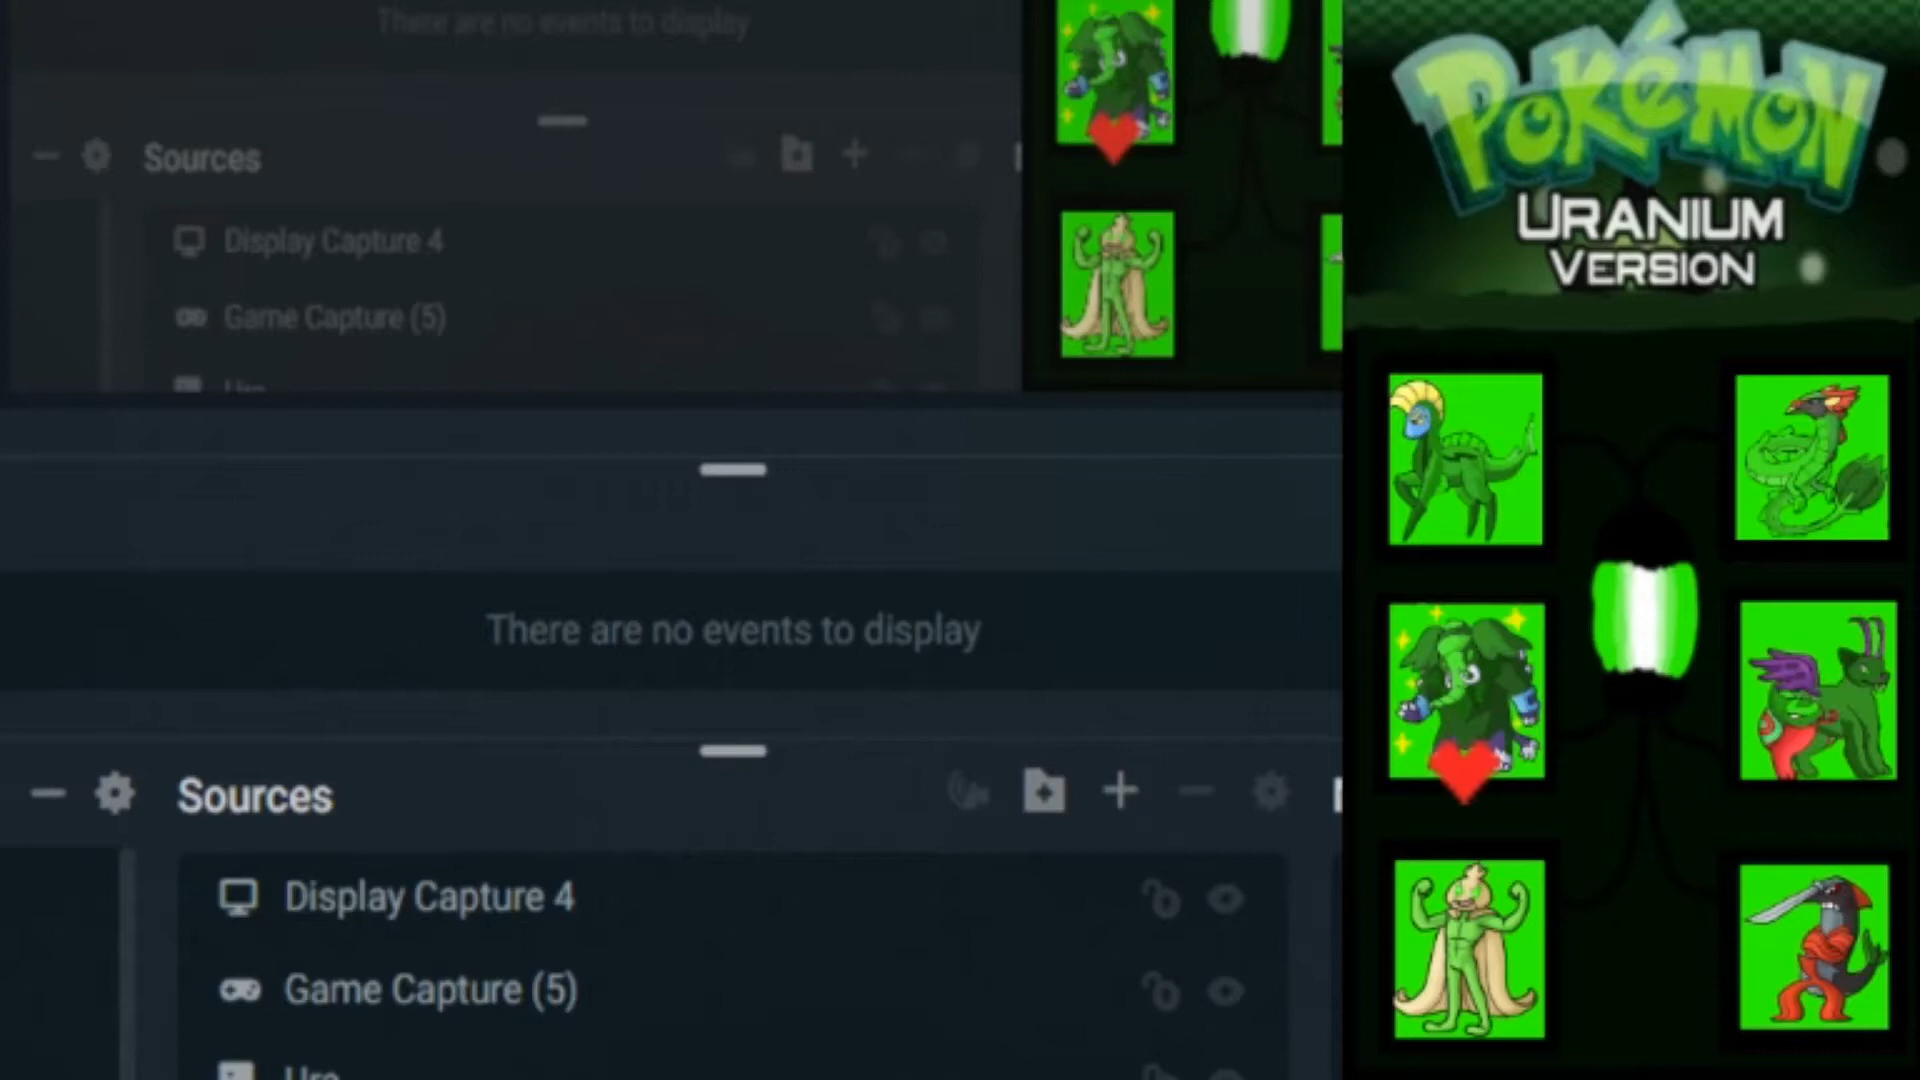 There are no events to display
Sources
Display Capture 4
Game Capture (5)
POKéMON
URANIUM
VERSION
There are no events to display
Sources
Display Capture 4
Game Capture (5)